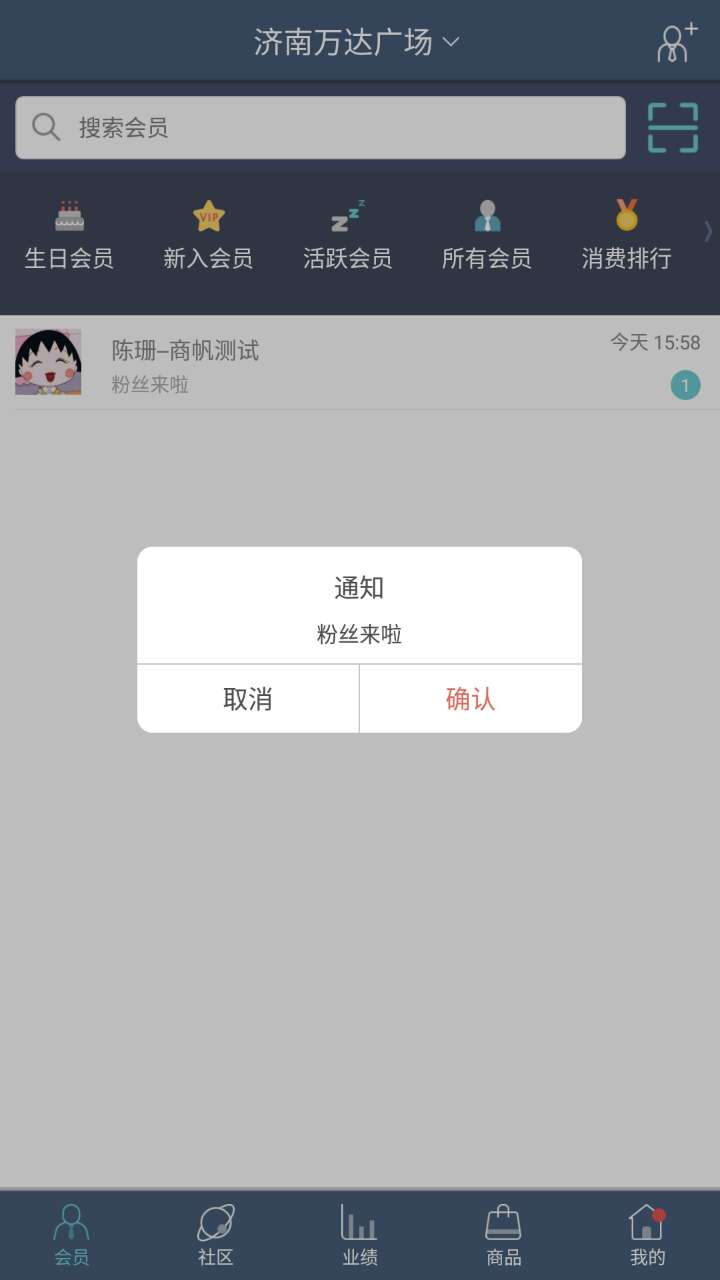 济南万达广场
搜索会员
生日会员 新入会员 活跃会员 所有会员 消费排行
VIP
z z z
陈珊–商帆测试 今天 15:58
粉丝来啦 1
通知
粉丝来啦
取消 确认
会员 社区 业绩 商品 我的